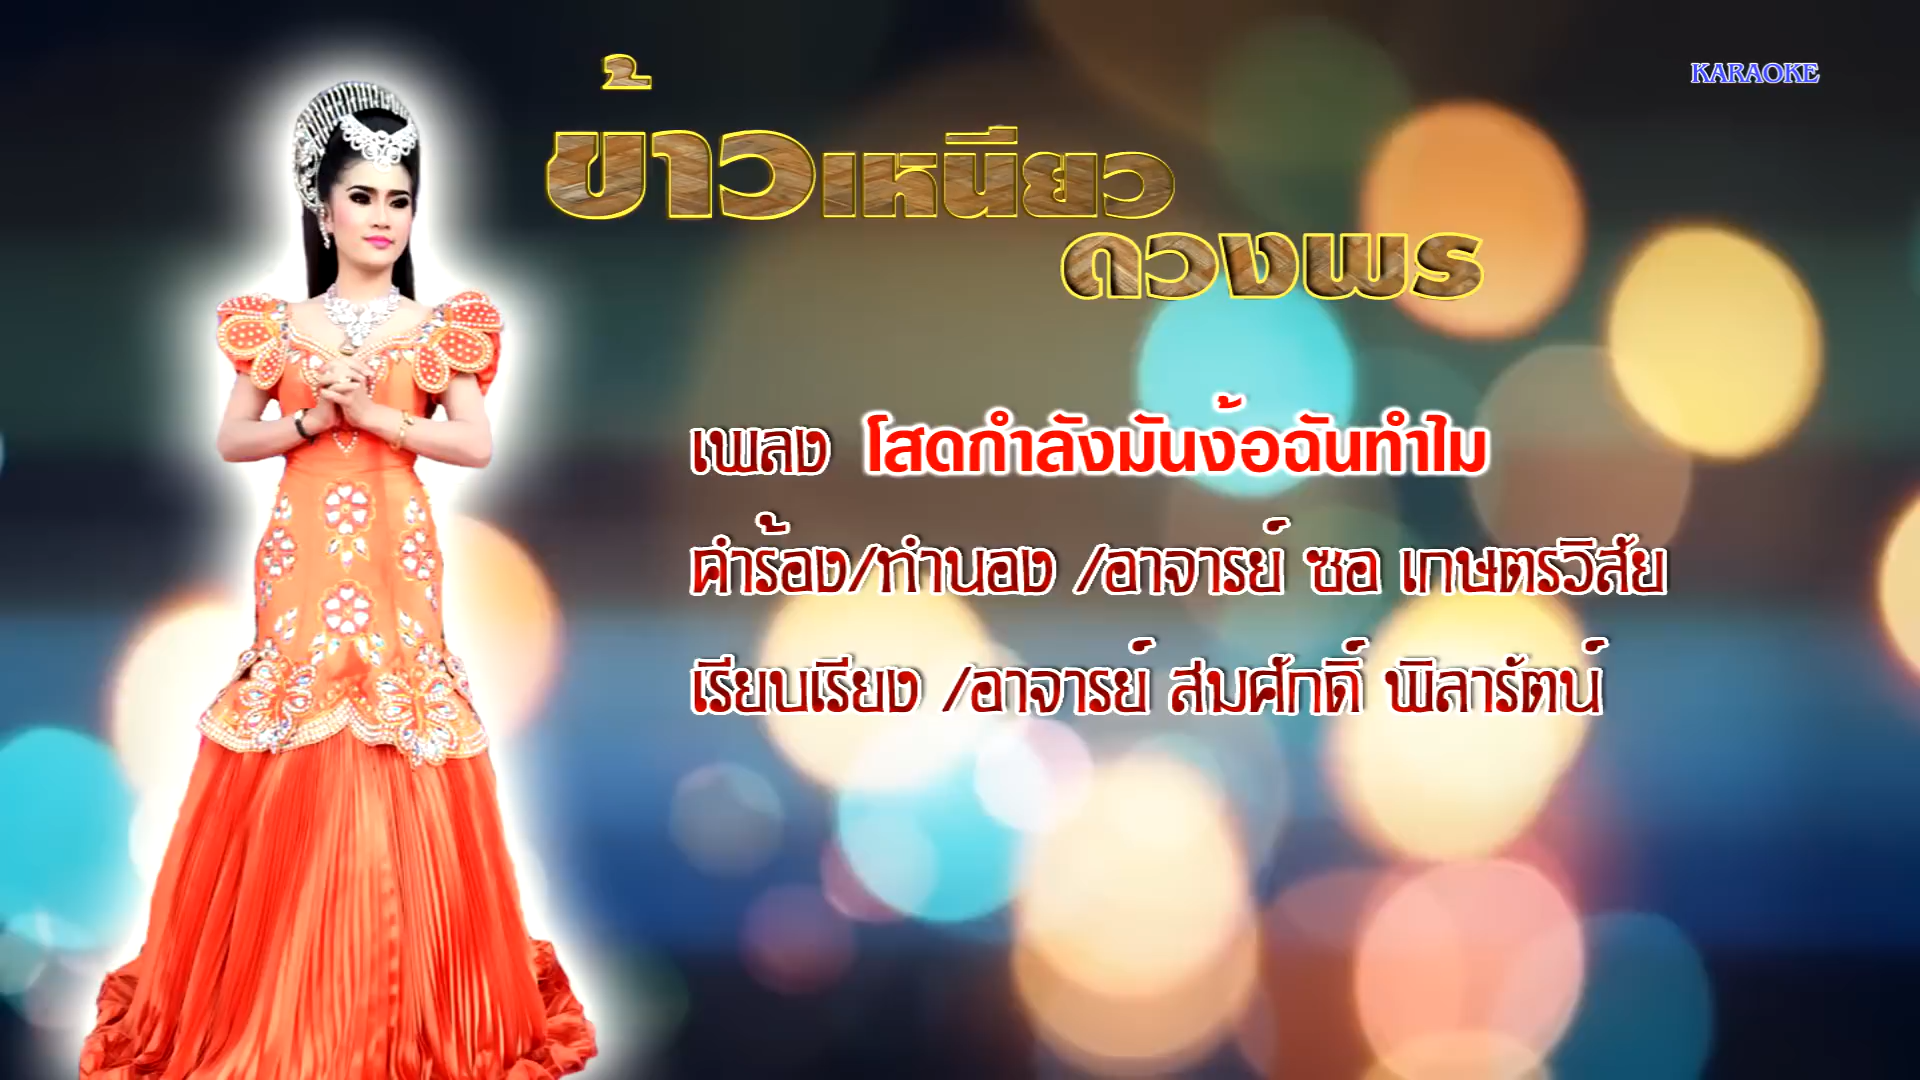 KARAOKE
ข้าวเหนียว
ดวงพร
เพลง โสดกำลังมันง้อฉันทำไม
คำร้อง/ทำนอง /อาจารย์ ซอ เกษตรวิสัย
เรียบเรียง /อาจารย์ สมศักดิ์ พิลารัตน์